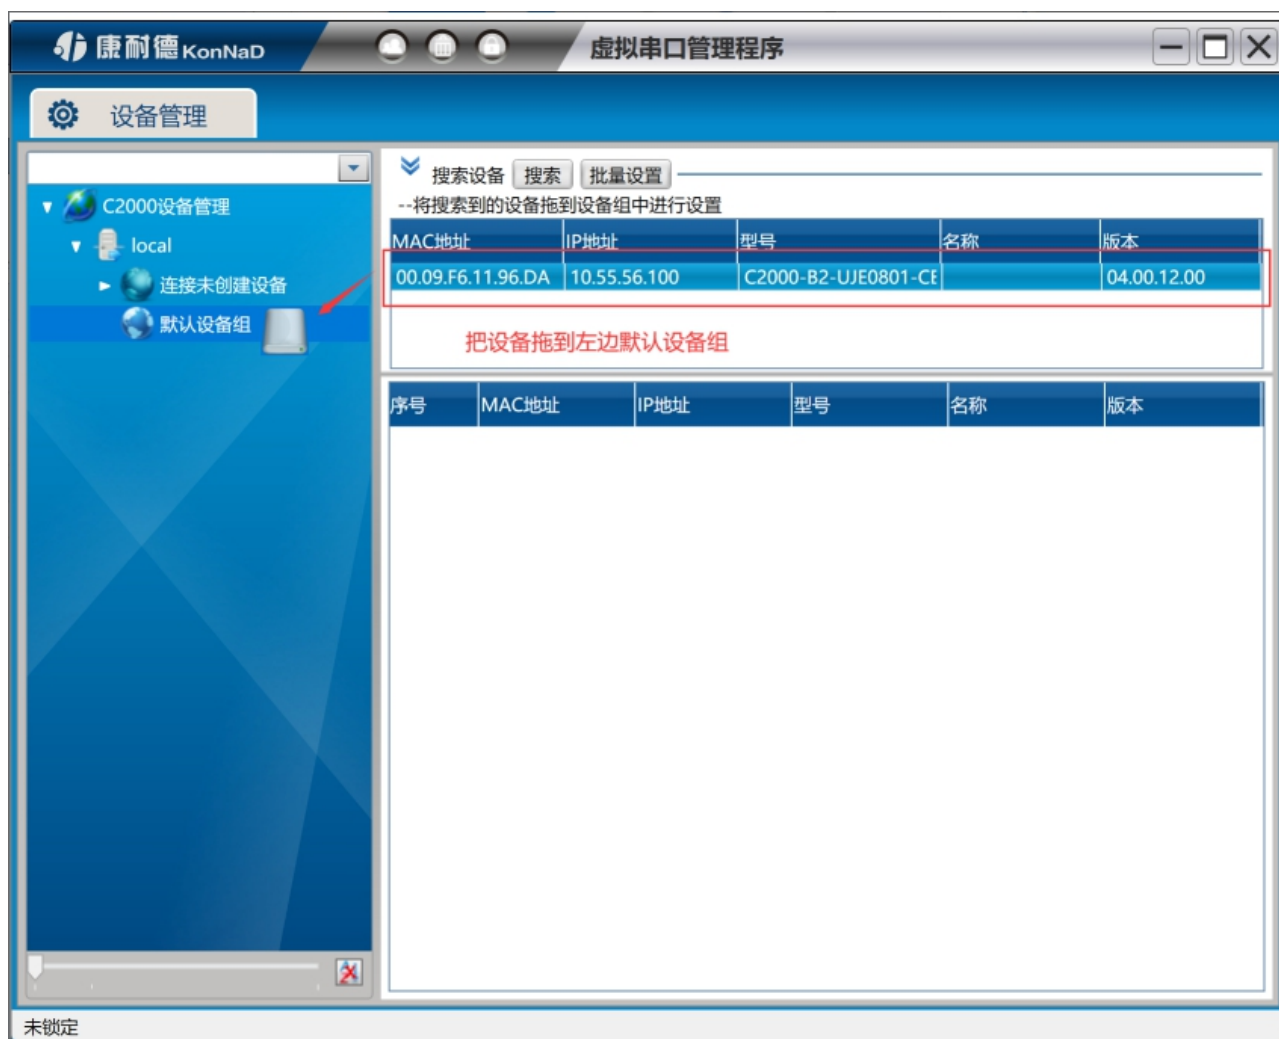 康耐德 KonNaD
虚拟串口管理程序
设备管理
搜索设备 搜索 批量设置
--将搜索到的设备拖到设备组中进行设置
C2000设备管理
local
连接未创建设备
默认设备组
MAC地址 IP地址 型号 名称 版本
00.09.F6.11.96.DA 10.55.56.100 C2000-B2-UJE0801-CE 04.00.12.00
把设备拖到左边默认设备组
序号 MAC地址 IP地址 型号 名称 版本
未锁定